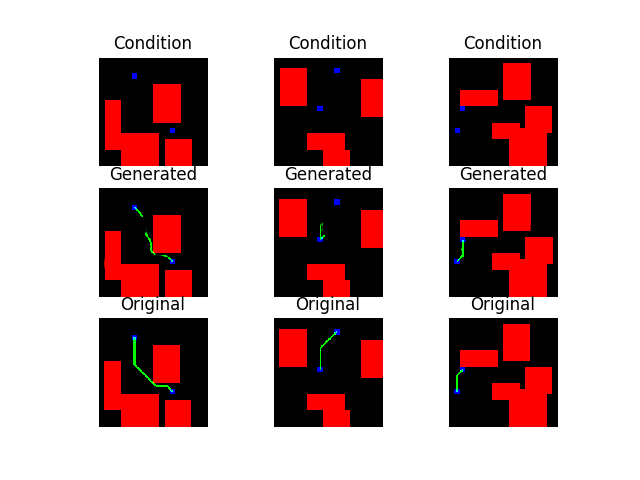 Condition
Condition
Condition
Generated
Generated
Generated
Original
Original
Original